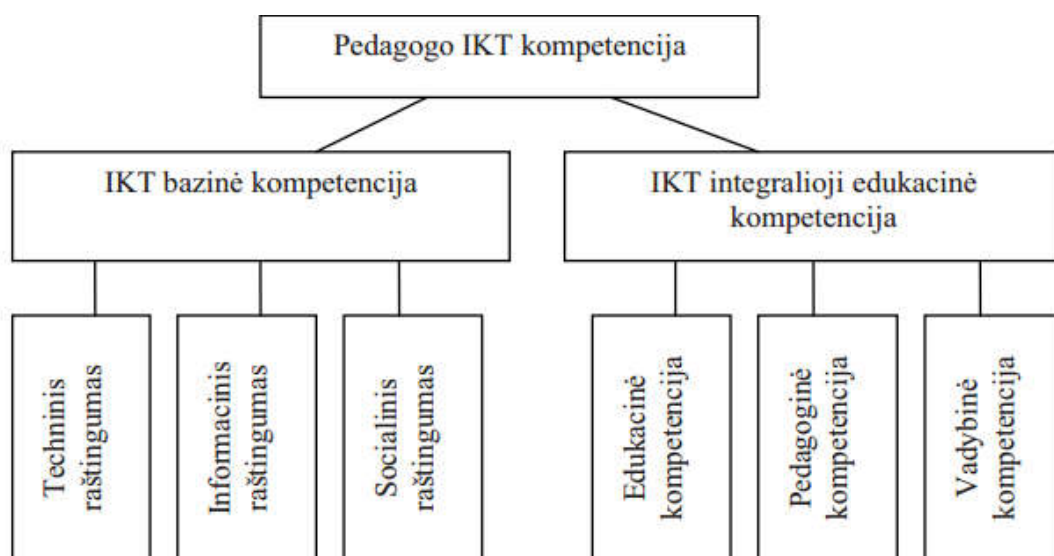 Pedagogo IKT kompetencija
IKT bazinė kompetencija
IKT integralioji edukacinė
kompetencija
Techninis
raštingumas
Informacinis
raštingumas
Socialinis
raštingumas
Edukacinė
kompetencija
Pedagoginė
kompetencija
Vadybinė
kompetencija